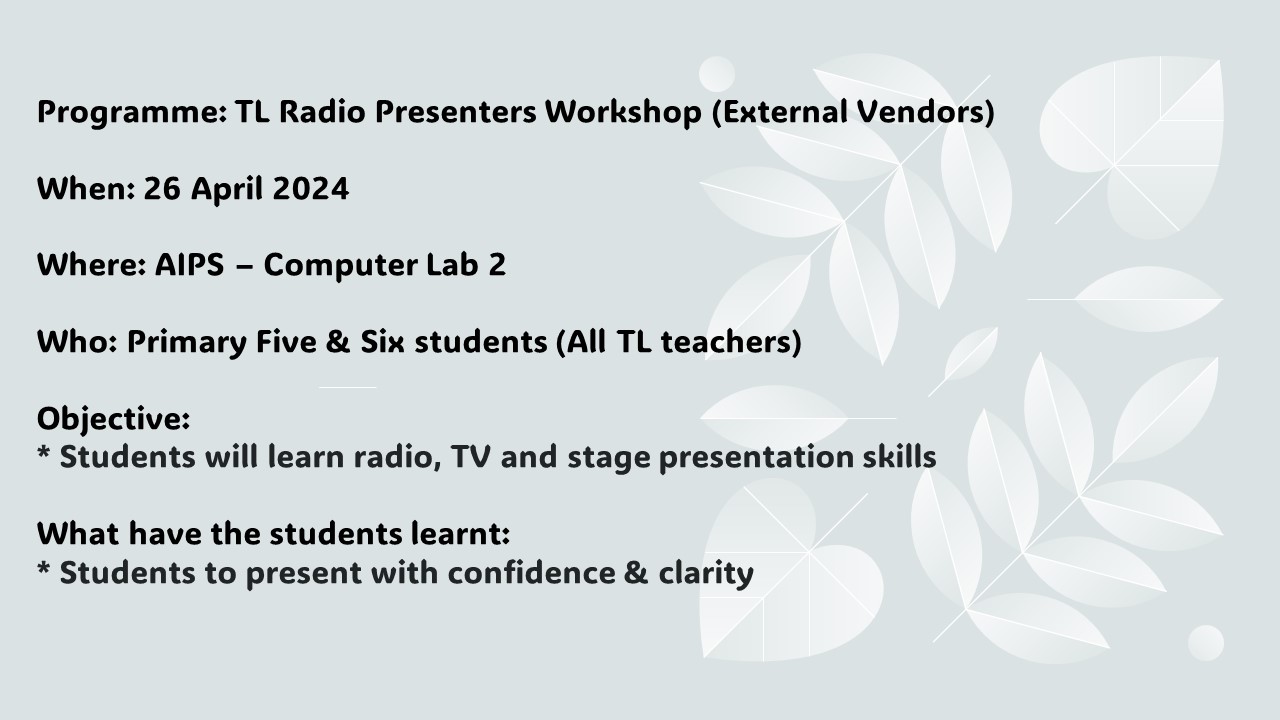 Programme: TL Radio Presenters Workshop (External Vendors)
When: 26 April 2024
Where: AIPS – Computer Lab 2
Who: Primary Five & Six students (All TL teachers)
Objective:
* Students will learn radio, TV and stage presentation skills
What have the students learnt:
* Students to present with confidence & clarity